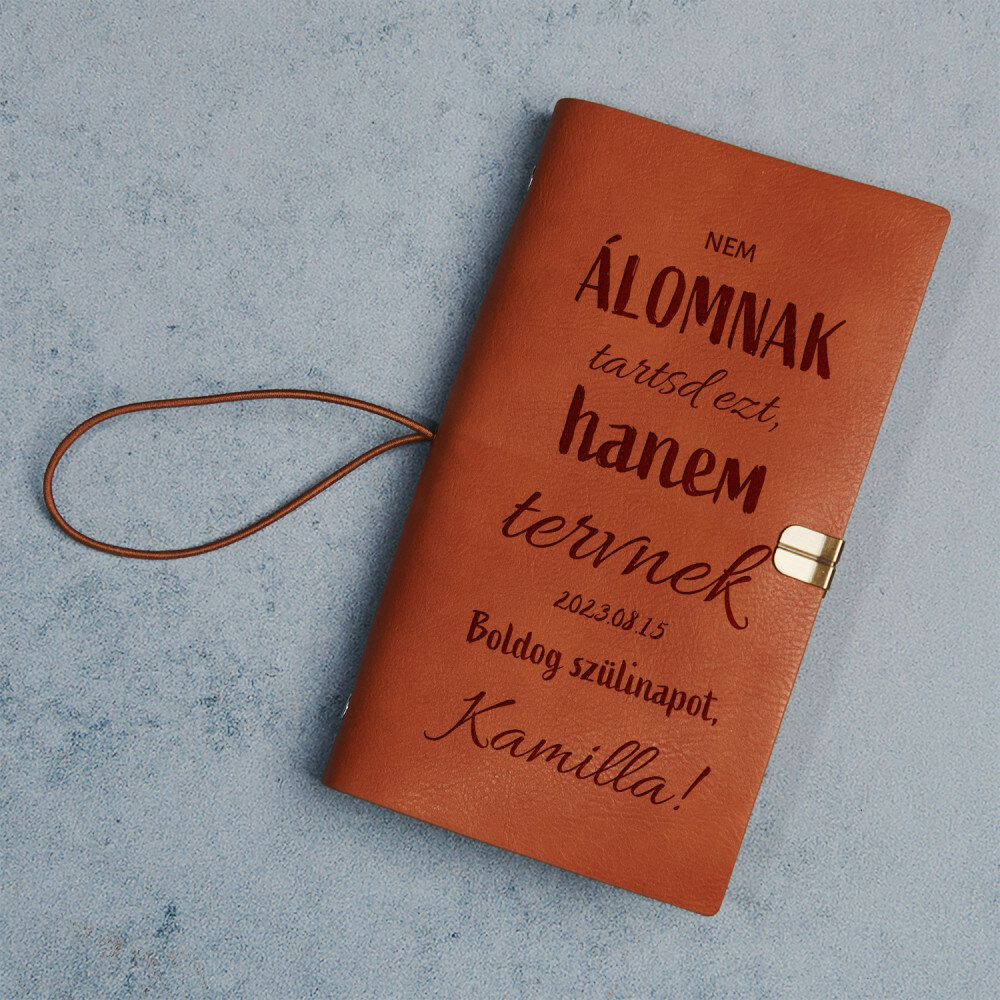 NEM
ÁLOMNAK
tartsd ezt,
hanem
tervnek
2023.08.15
Boldog szülinapot,
Kamilla!